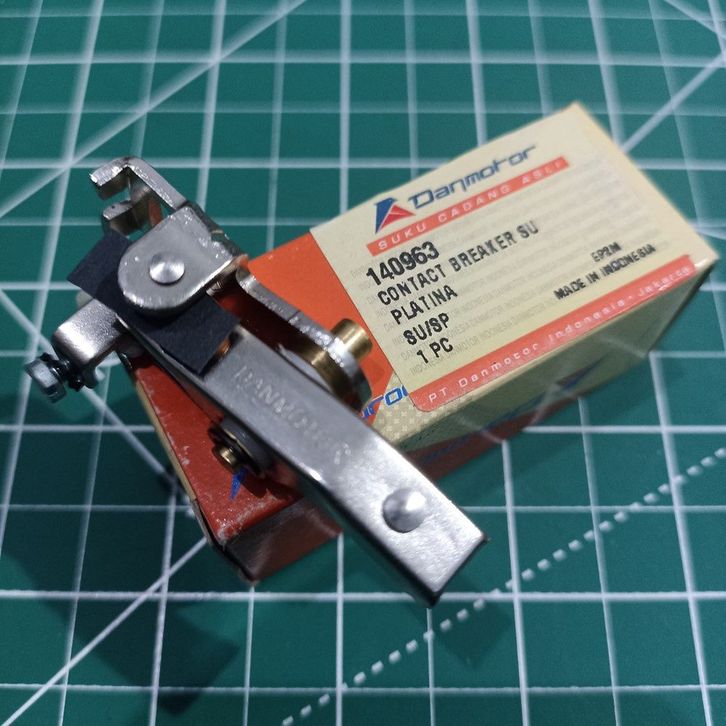 Danmotor
SUKU CADANG ASLI
140963
CONTACT BREAKER SU
PLATINA
SU/SP
1 PC
EP2M
MADE IN INDONESIA
PT. Danmotor Indonesia - Jakarta
DANMOTOR